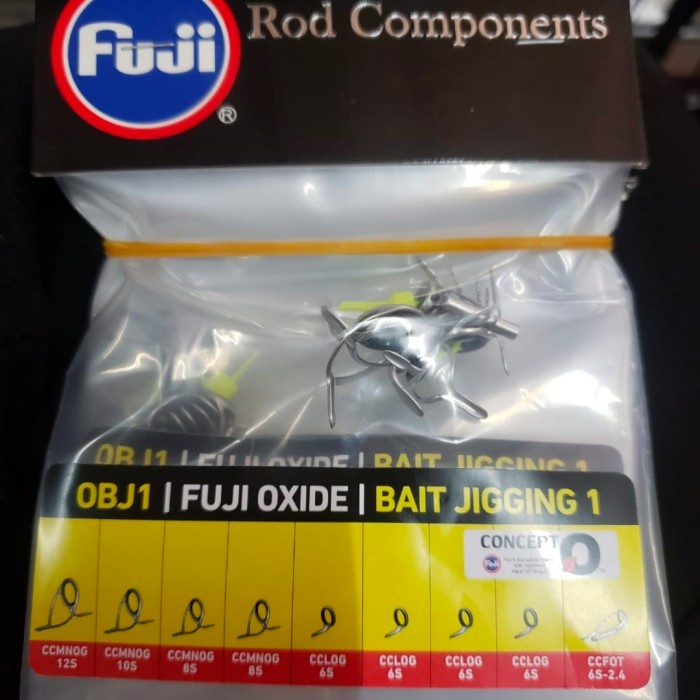 Fuji
Rod Components
®
OBJ1 | FUJI OXIDE | BAIT JIGGING 1
OBJ1 | FUJI OXIDE | BAIT JIGGING 1
CONCEPT O
Fuji
CCMNOG 12S
CCMNOG 10S
CCMNOG 8S
CCMNOG 8S
CCLOG 6S
CCLOG 6S
CCLOG 6S
CCLOG 6S
CCFOT 6S-2.4